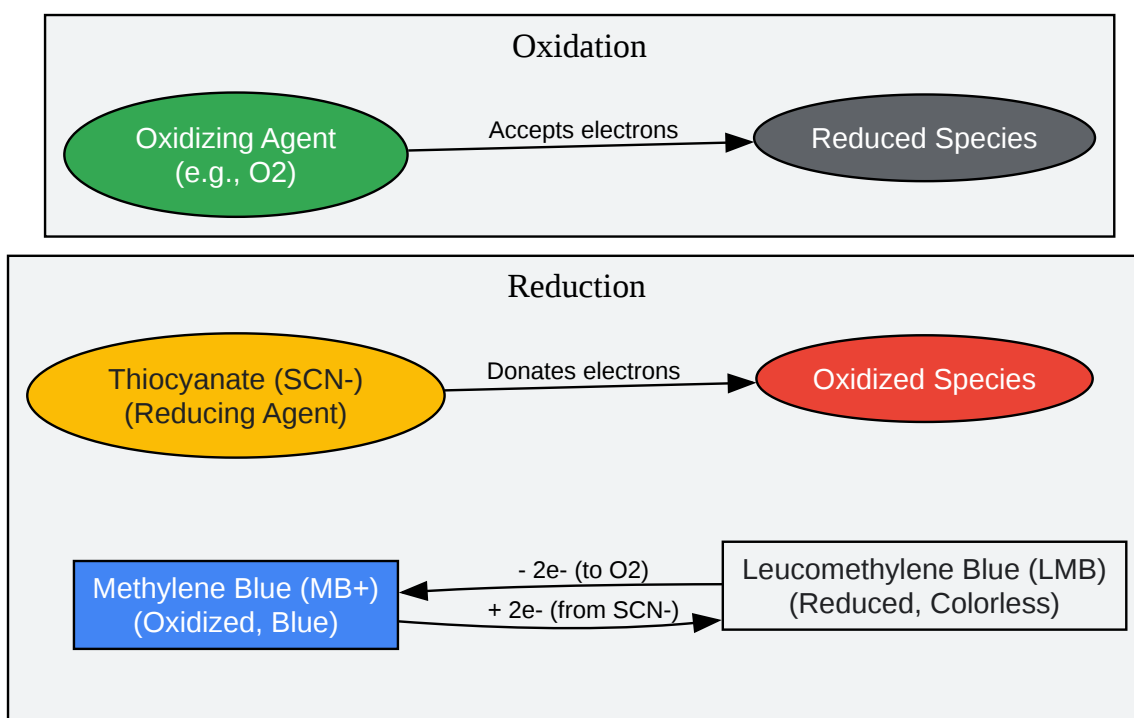 Oxidation
Oxidizing Agent
(e.g., O2)
Accepts electrons
Reduced Species
Reduction
Thiocyanate (SCN-)
(Reducing Agent)
Donates electrons
Oxidized Species
Methylene Blue (MB+)
(Oxidized, Blue)
- 2e- (to O2)
+ 2e- (from SCN-)
Leucomethylene Blue (LMB)
(Reduced, Colorless)